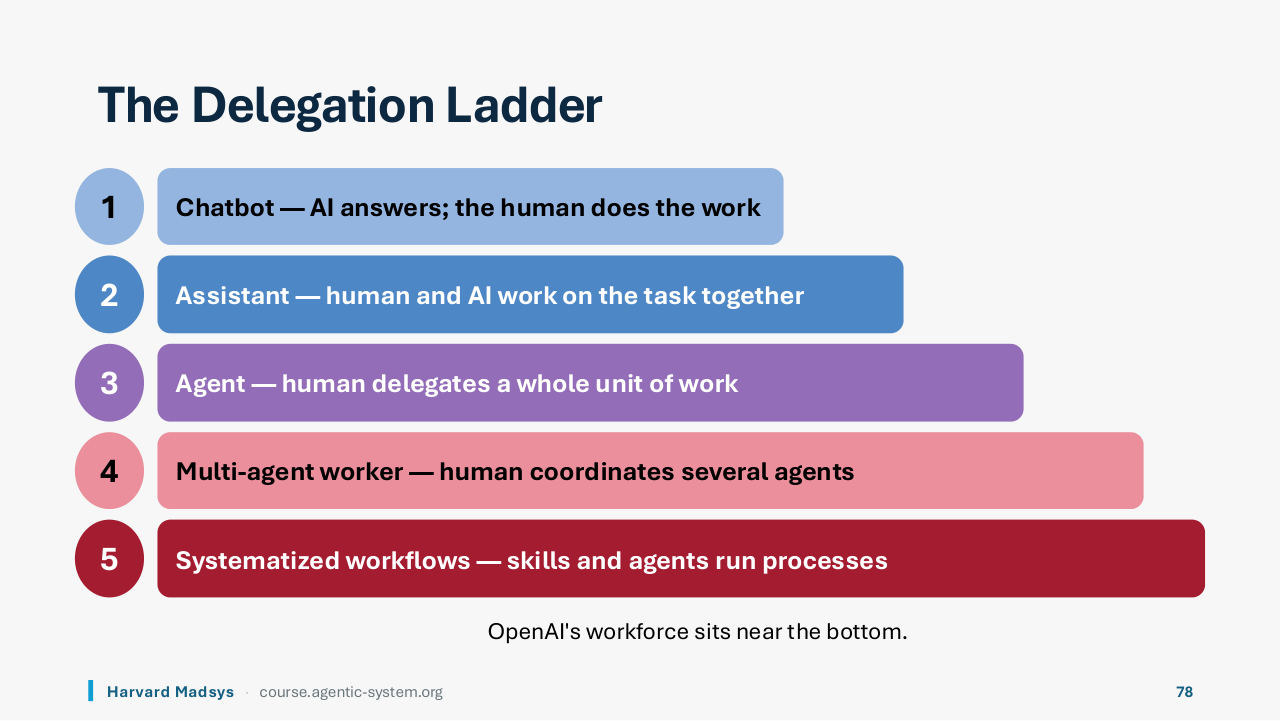 The Delegation Ladder
1 Chatbot — AI answers; the human does the work
2 Assistant — human and AI work on the task together
3 Agent — human delegates a whole unit of work
4 Multi-agent worker — human coordinates several agents
5 Systematized workflows — skills and agents run processes
OpenAI's workforce sits near the bottom.
Harvard Madsys · course.agentic-system.org 78